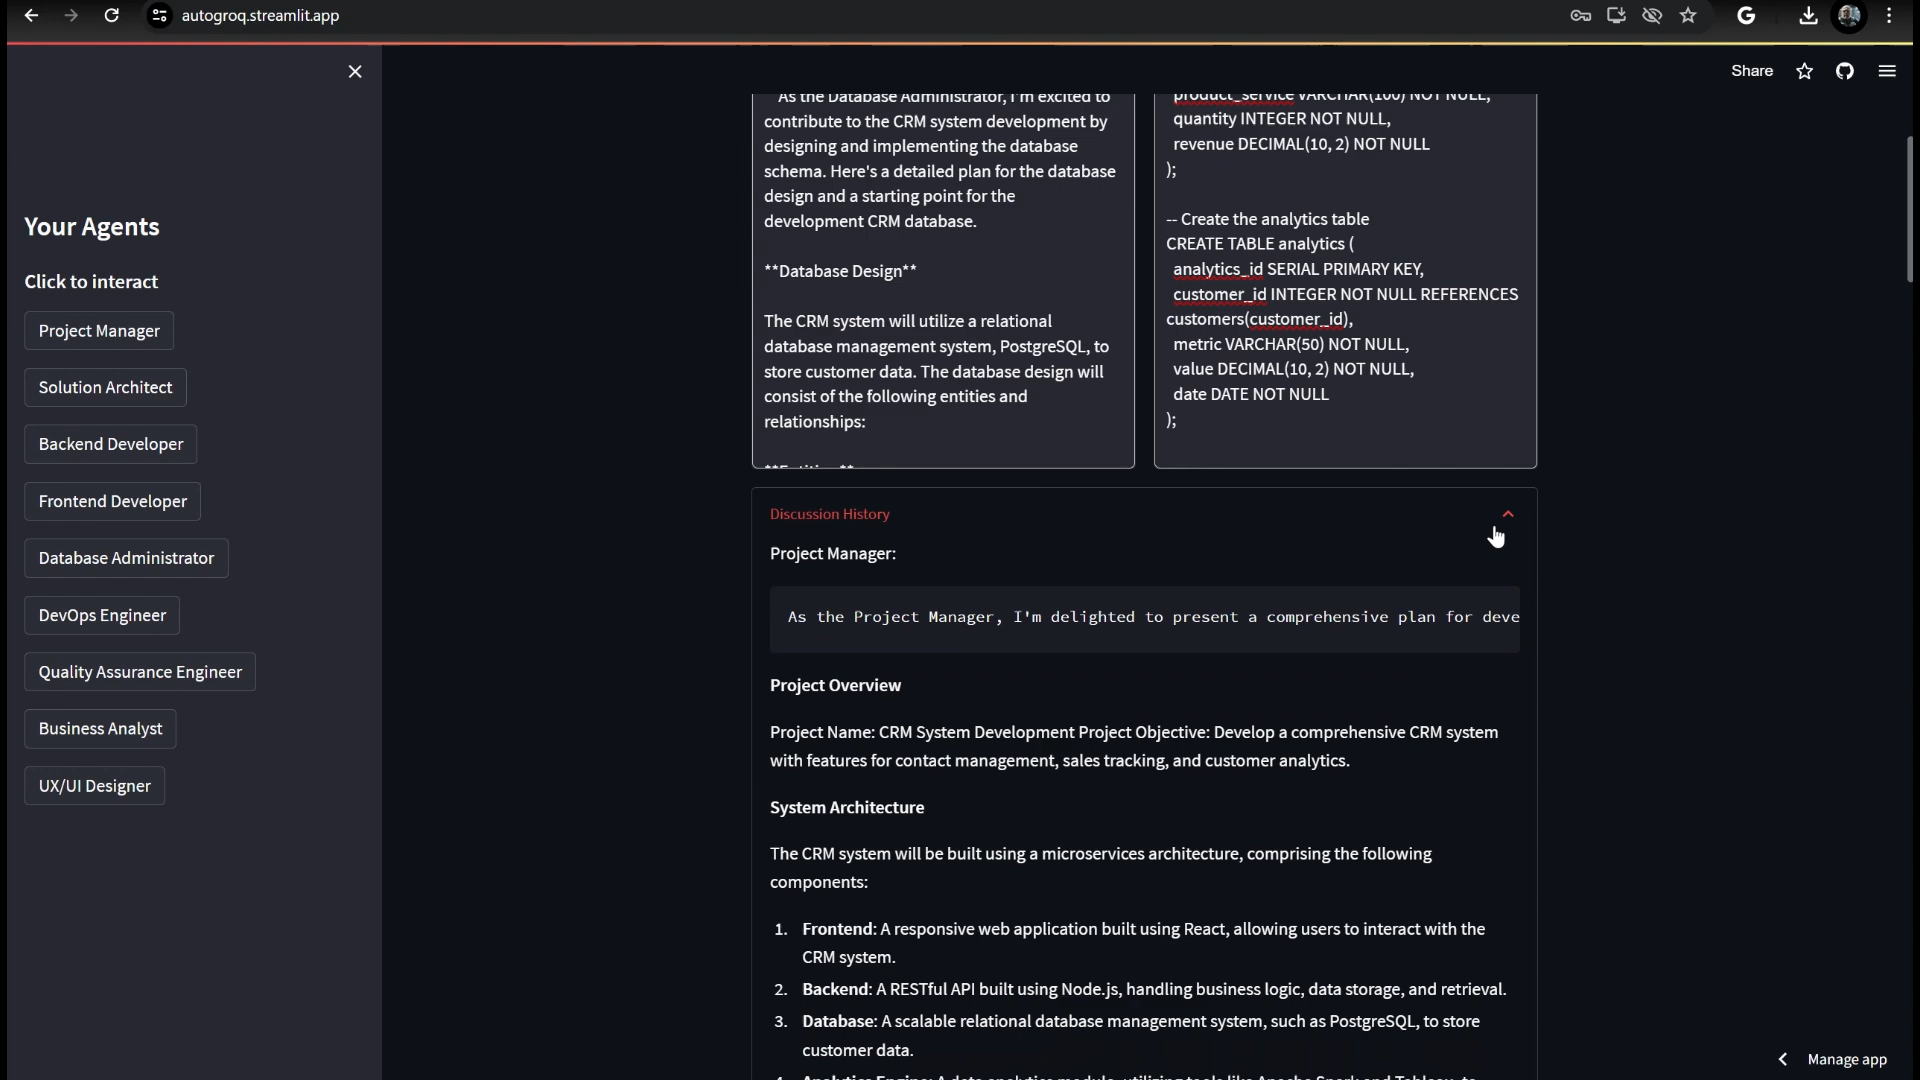 autogroq.streamlit.app
Share
Your Agents
Click to interact
Project Manager
Solution Architect
Backend Developer
Frontend Developer
Database Administrator
DevOps Engineer
Quality Assurance Engineer
Business Analyst
UX/UI Designer
As the Database Administrator, I'm excited to
contribute to the CRM system development by
designing and implementing the database
schema. Here's a detailed plan for the database
design and a starting point for the
development CRM database.
**Database Design**
The CRM system will utilize a relational
database management system, PostgreSQL, to
store customer data. The database design will
consist of the following entities and
relationships:
product_service VARCHAR(100) NOT NULL,
quantity INTEGER NOT NULL,
revenue DECIMAL(10, 2) NOT NULL
);
-- Create the analytics table
CREATE TABLE analytics (
analytics_id SERIAL PRIMARY KEY,
customer_id INTEGER NOT NULL REFERENCES
customers(customer_id),
metric VARCHAR(50) NOT NULL,
value DECIMAL(10, 2) NOT NULL,
date DATE NOT NULL
);
Discussion History
Project Manager:
As the Project Manager, I'm delighted to present a comprehensive plan for deve
Project Overview
Project Name: CRM System Development Project Objective: Develop a comprehensive CRM system
with features for contact management, sales tracking, and customer analytics.
System Architecture
The CRM system will be built using a microservices architecture, comprising the following
components:
1. Frontend: A responsive web application built using React, allowing users to interact with the
CRM system.
2. Backend: A RESTful API built using Node.js, handling business logic, data storage, and retrieval.
3. Database: A scalable relational database management system, such as PostgreSQL, to store
customer data.
Manage app